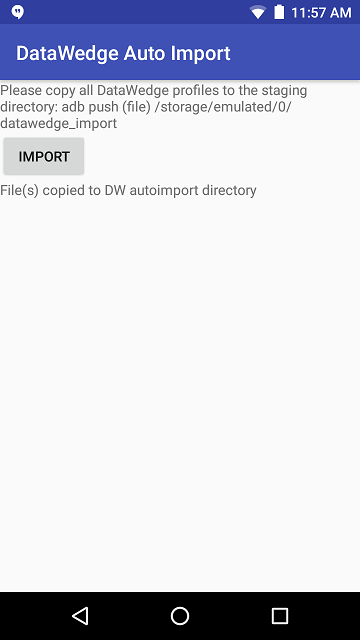 11:57 AM
DataWedge Auto Import
Please copy all DataWedge profiles to the staging
directory: adb push (file) /storage/emulated/0/
datawedge_import
IMPORT
File(s) copied to DW autoimport directory